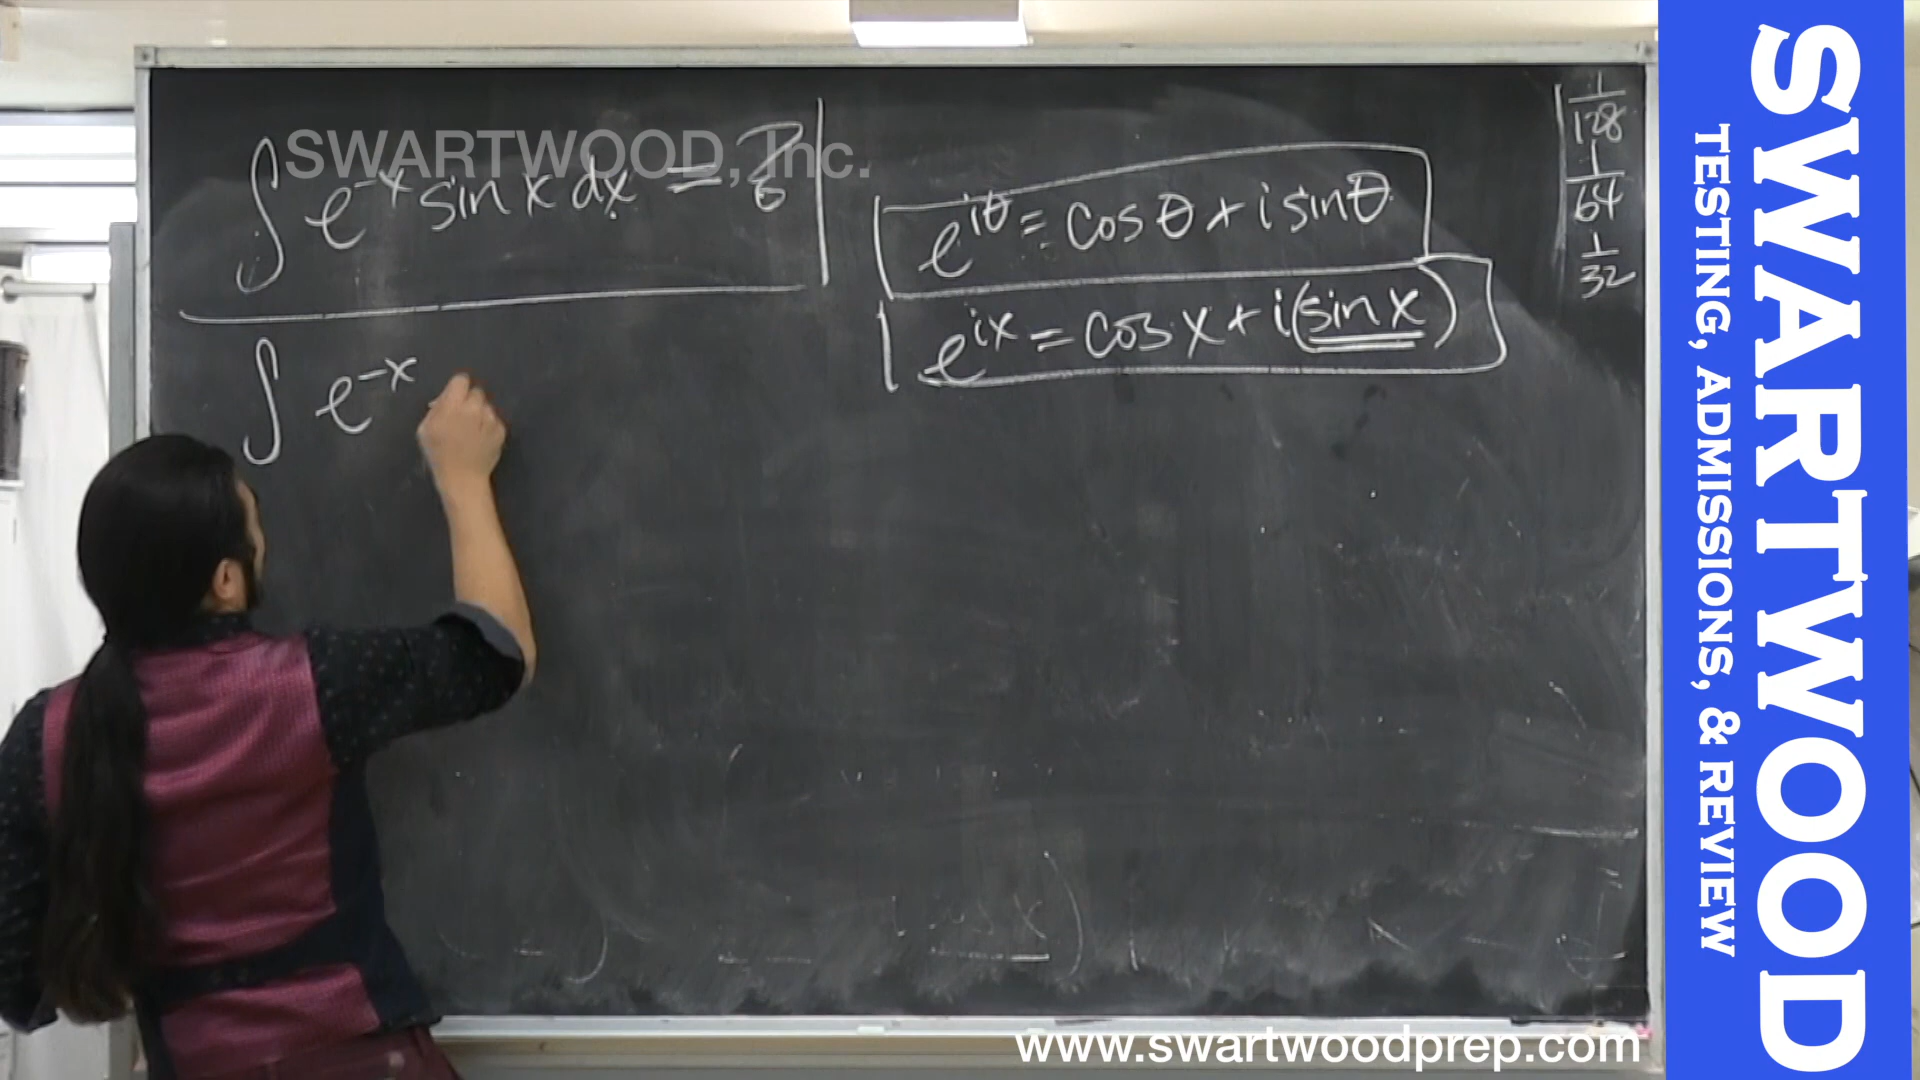 SWARTWOOD, Inc.
∫ e^{-x} sin x dx = ?
e^{iθ} = cos θ + i sin θ
e^{ix} = cos x + i(sin x)
∫ e^{-x}
1/128
1/64
1/32
SWARTWOOD
TESTING, ADMISSIONS, & REVIEW
www.swartwoodprep.com